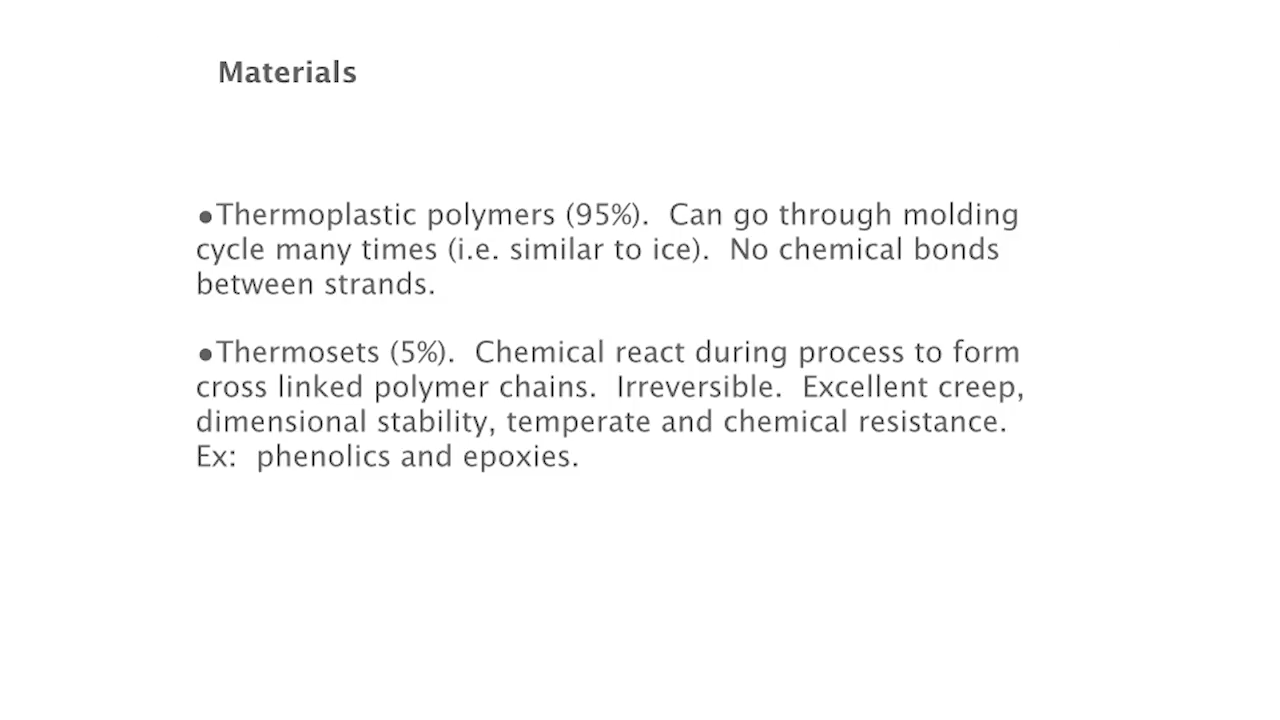 Materials
●Thermoplastic polymers (95%).  Can go through molding
cycle many times (i.e. similar to ice).  No chemical bonds
between strands.
●Thermosets (5%).  Chemical react during process to form
cross linked polymer chains.  Irreversible.  Excellent creep,
dimensional stability, temperate and chemical resistance.
Ex:  phenolics and epoxies.